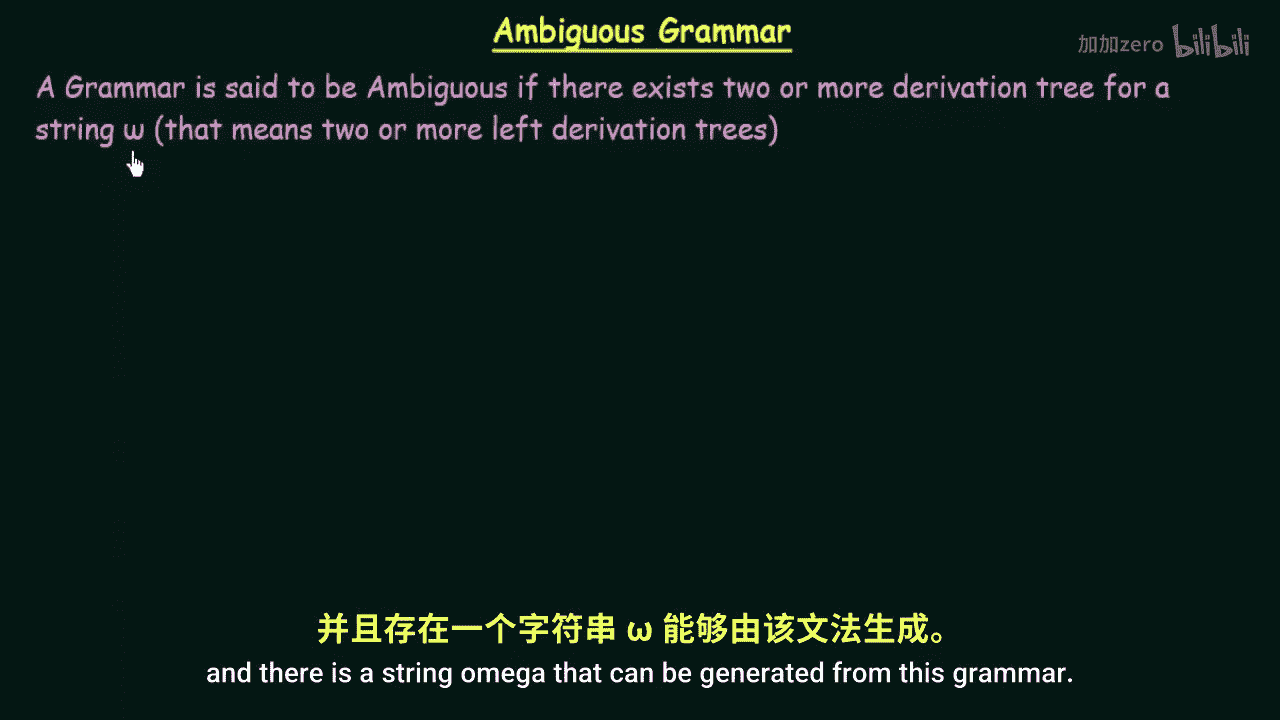 Ambiguous Grammar
加加zero bilibili
A Grammar is said to be Ambiguous if there exists two or more derivation tree for a
string ω (that means two or more left derivation trees)
并且存在一个字符串 ω 能够由该文法生成。
and there is a string omega that can be generated from this grammar.